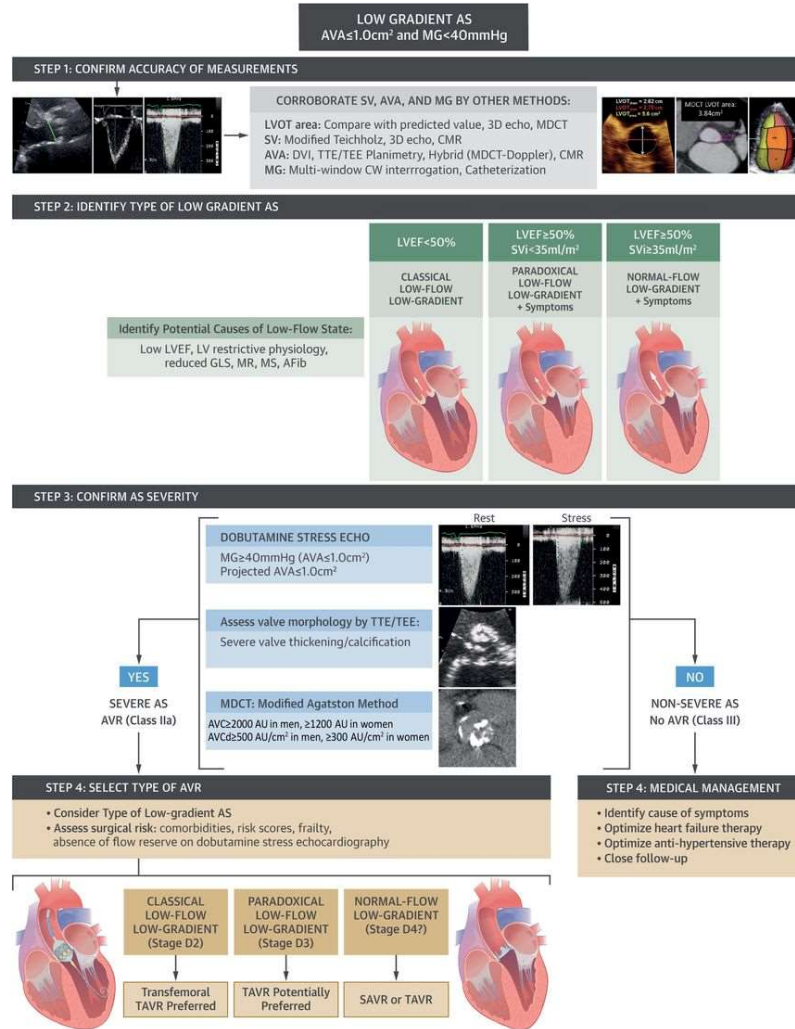 LOW GRADIENT AS
AVA≤1.0cm² and MG<40mmHg
STEP 1: CONFIRM ACCURACY OF MEASUREMENTS
CORROBORATE SV, AVA, AND MG BY OTHER METHODS:
LVOT area: Compare with predicted value, 3D echo, MDCT
SV: Modified Teichholz, 3D echo, CMR
AVA: DVI, TTE/TEE Planimetry, Hybrid (MDCT-Doppler), CMR
MG: Multi-window CW interrrogation, Catheterization
MDCT LVOT area:
3.84cm²
STEP 2: IDENTIFY TYPE OF LOW GRADIENT AS
LVEF<50%
LVEF≥50%
SVi<35ml/m²
LVEF≥50%
SVi≥35ml/m²
CLASSICAL
LOW-FLOW
LOW-GRADIENT
PARADOXICAL
LOW-FLOW
LOW-GRADIENT
+ Symptoms
NORMAL-FLOW
LOW-GRADIENT
+ Symptoms
Identify Potential Causes of Low-Flow State:
Low LVEF, LV restrictive physiology,
reduced GLS, MR, MS, AFib
STEP 3: CONFIRM AS SEVERITY
Rest
Stress
DOBUTAMINE STRESS ECHO
MG≥40mmHg (AVA≤1.0cm²)
Projected AVA≤1.0cm²
Assess valve morphology by TTE/TEE:
Severe valve thickening/calcification
MDCT: Modified Agatston Method
AVC≥2000 AU in men, ≥1200 AU in women
AVCd≥500 AU/cm² in men, ≥300 AU/cm² in women
YES
SEVERE AS
AVR (Class IIa)
NO
NON-SEVERE AS
No AVR (Class III)
STEP 4: SELECT TYPE OF AVR
• Consider Type of Low-gradient AS
• Assess surgical risk: comorbidities, risk scores, frailty,
absence of flow reserve on dobutamine stress echocardiography
STEP 4: MEDICAL MANAGEMENT
• Identify cause of symptoms
• Optimize heart failure therapy
• Optimize anti-hypertensive therapy
• Close follow-up
CLASSICAL
LOW-FLOW
LOW-GRADIENT
(Stage D2)
PARADOXICAL
LOW-FLOW
LOW-GRADIENT
(Stage D3)
NORMAL-FLOW
LOW-GRADIENT
(Stage D4?)
Transfemoral
TAVR Preferred
TAVR Potentially
Preferred
SAVR or TAVR